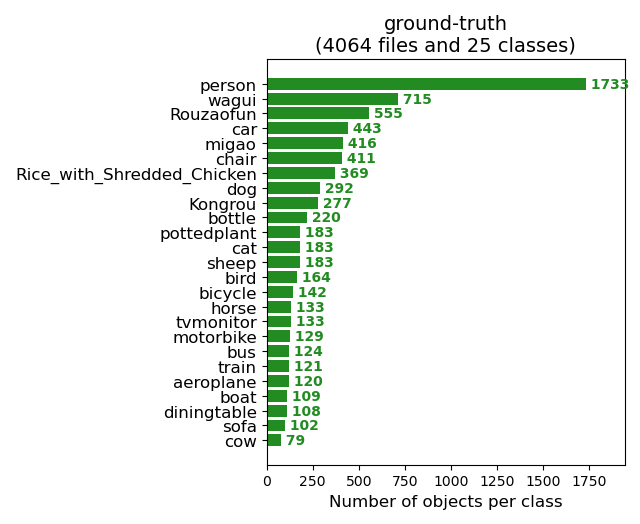 ground-truth
(4064 files and 25 classes)
person 1733
wagui 715
Rouzaofun 555
car 443
migao 416
chair 411
Rice_with_Shredded_Chicken 369
dog 292
Kongrou 277
bottle 220
pottedplant 183
cat 183
sheep 183
bird 164
bicycle 142
horse 133
tvmonitor 133
motorbike 129
bus 124
train 121
aeroplane 120
boat 109
diningtable 108
sofa 102
cow 79
0 250 500 750 1000 1250 1500 1750
Number of objects per class